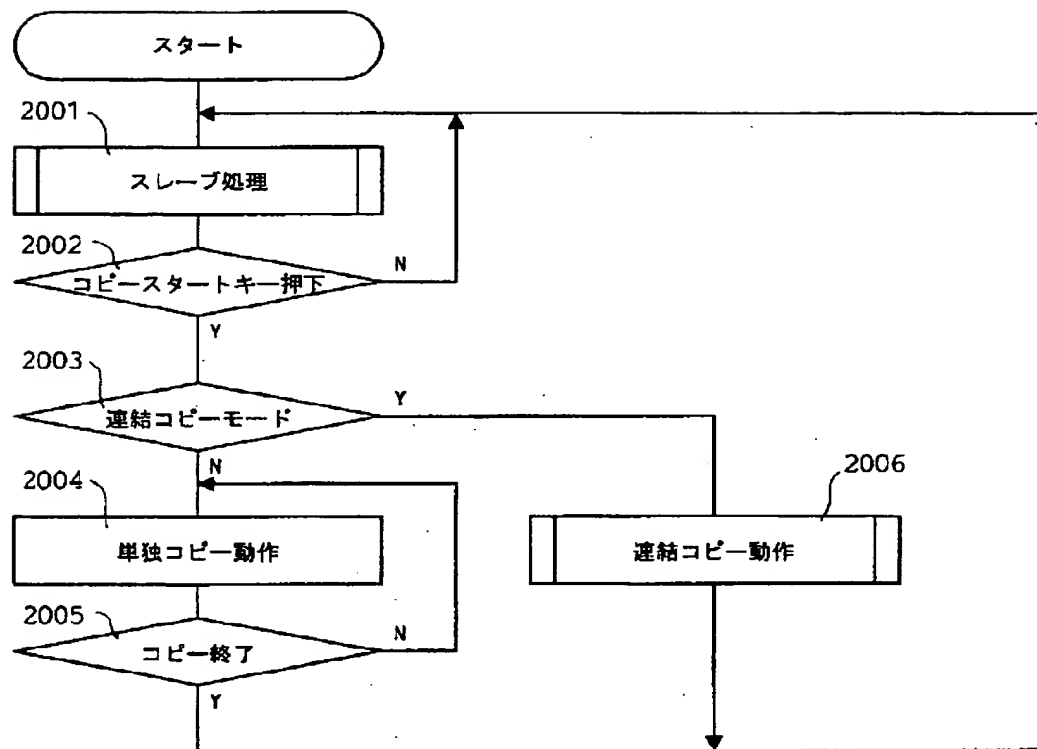 スタート
2001
スレーブ処理
2002
コピースタートキー押下
N
Y
2003
連結コピーモード
Y
N
2004
単独コピー動作
2006
連結コピー動作
2005
コピー終了
N
Y